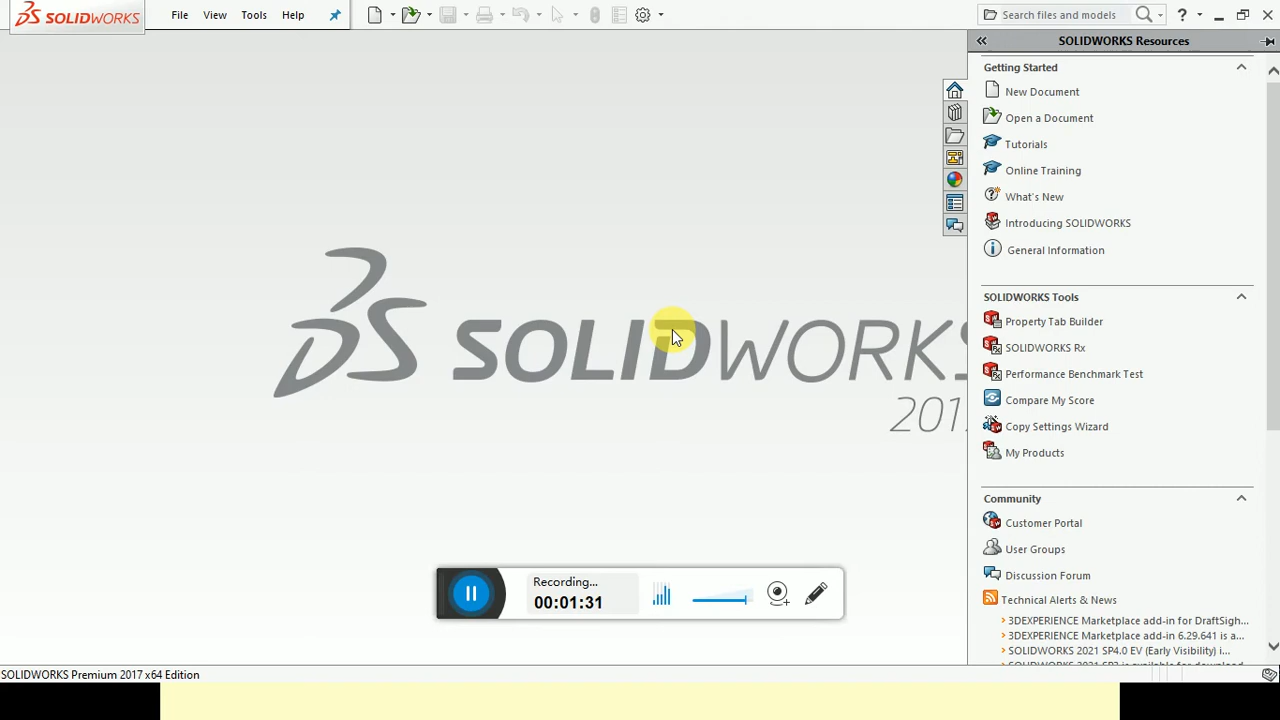 SOLIDWORKS
File View Tools Help
Search files and models
?
SOLIDWORKS Resources
Getting Started
New Document
Open a Document
Tutorials
Online Training
What's New
Introducing SOLIDWORKS
General Information
SOLIDWORKS Tools
Property Tab Builder
SOLIDWORKS Rx
Performance Benchmark Test
Compare My Score
Copy Settings Wizard
My Products
Community
Customer Portal
User Groups
Discussion Forum
Technical Alerts & News
3DEXPERIENCE Marketplace add-in for DraftSigh...
3DEXPERIENCE Marketplace add-in 6.29.641 is a...
SOLIDWORKS 2021 SP4.0 EV (Early Visibility) i...
SOLIDWORKS
Recording...
00:01:31
SOLIDWORKS Premium 2017 x64 Edition